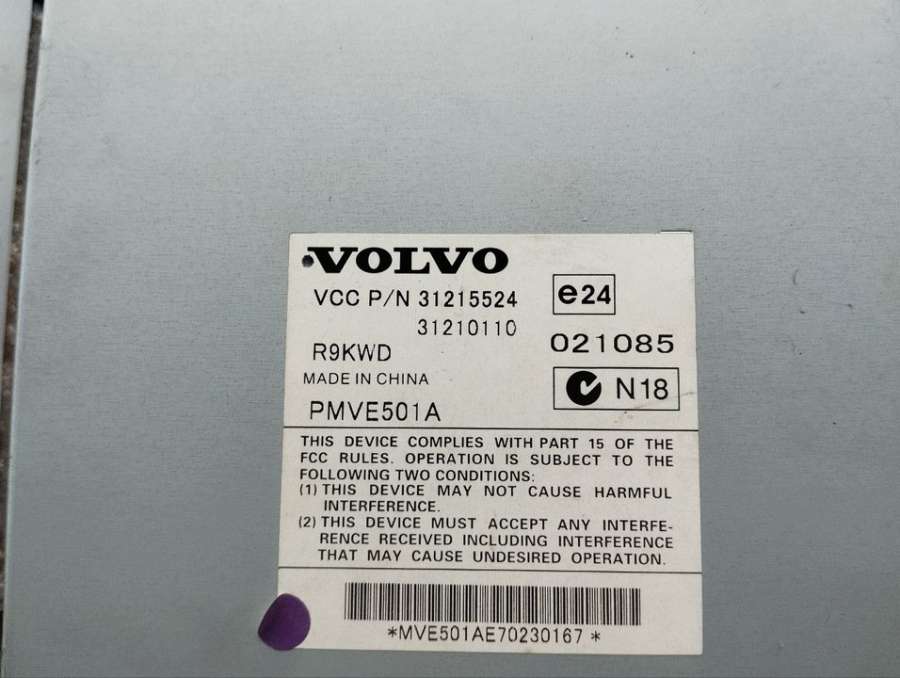 VOLVO
VCC P/N 31215524
31210110
e24
021085
R9KWD
MADE IN CHINA
N18
PMVE501A
THIS DEVICE COMPLIES WITH PART 15 OF THE
FCC RULES. OPERATION IS SUBJECT TO THE
FOLLOWING TWO CONDITIONS:
(1) THIS DEVICE MAY NOT CAUSE HARMFUL
INTERFERENCE.
(2) THIS DEVICE MUST ACCEPT ANY INTERFE-
RENCE RECEIVED INCLUDING INTERFERENCE
THAT MAY CAUSE UNDESIRED OPERATION.
*MVE501AE70230167*